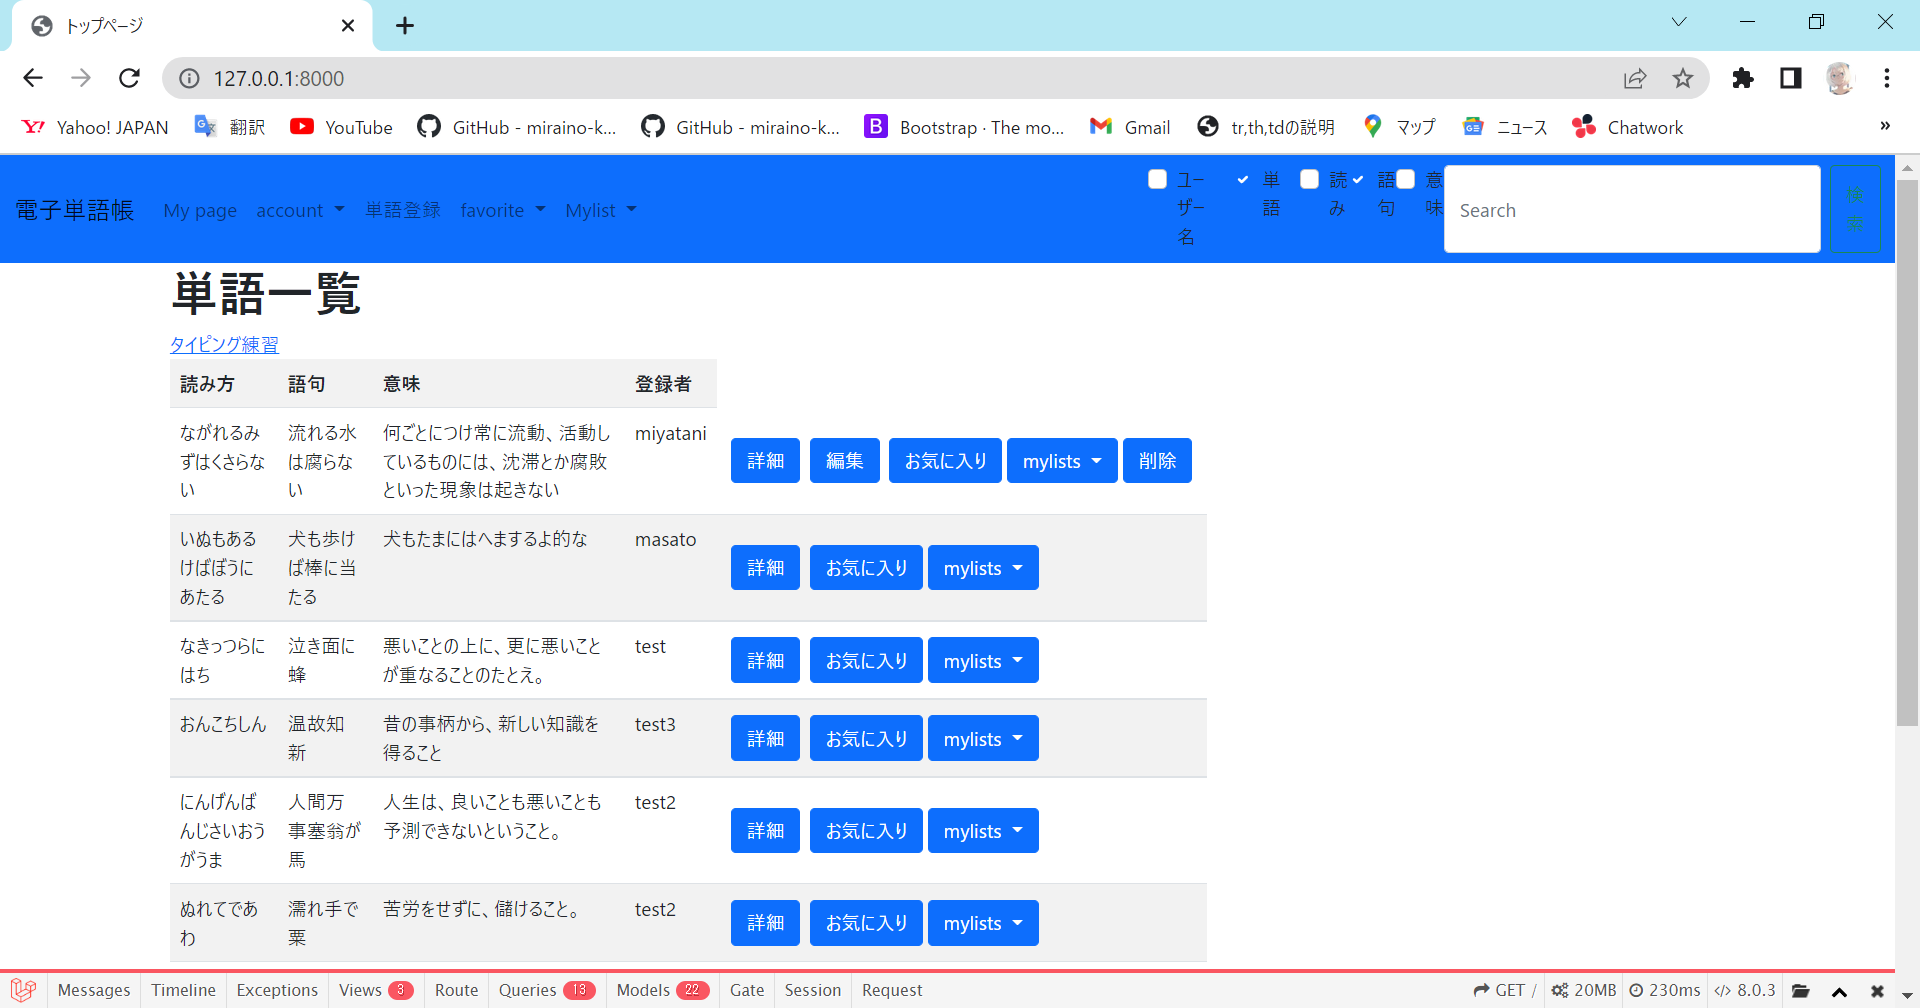 トップページ
127.0.0.1:8000
Yahoo! JAPAN 翻訳 YouTube GitHub - miraino-k... GitHub - miraino-k... Bootstrap · The mo... Gmail tr,th,tdの説明 マップ ニュース Chatwork »
電子単語帳 My page account 単語登録 favorite Mylist
ユー
ザー
名
単
語
読
み
語
句
意
味
Search
検
索
単語一覧
タイピング練習
読み方 語句 意味 登録者
ながれるみ
ずはくさらな
い
流れる水
は腐らな
い
何ごとにつけ常に流動、活動し
ているものには、沈滞とか腐敗
といった現象は起きない
miyatani
詳細 編集 お気に入り mylists 削除
いぬもある
けばぼうに
あたる
犬も歩け
ば棒に当
たる
犬もたまにはへまするよ的な
masato
詳細 お気に入り mylists
なきっつらに
はち
泣き面に
蜂
悪いことの上に、更に悪いこと
が重なることのたとえ。
test
詳細 お気に入り mylists
おんこちしん
温故知
新
昔の事柄から、新しい知識を
得ること
test3
詳細 お気に入り mylists
にんげんば
んじさいおう
がうま
人間万
事塞翁が
馬
人生は、良いことも悪いことも
予測できないということ。
test2
詳細 お気に入り mylists
ぬれてであ
わ
濡れ手で
粟
苦労をせずに、儲けること。
test2
詳細 お気に入り mylists
Messages Timeline Exceptions Views 3 Route Queries 13 Models 22 Gate Session Request GET / 20MB 230ms </> 8.0.3